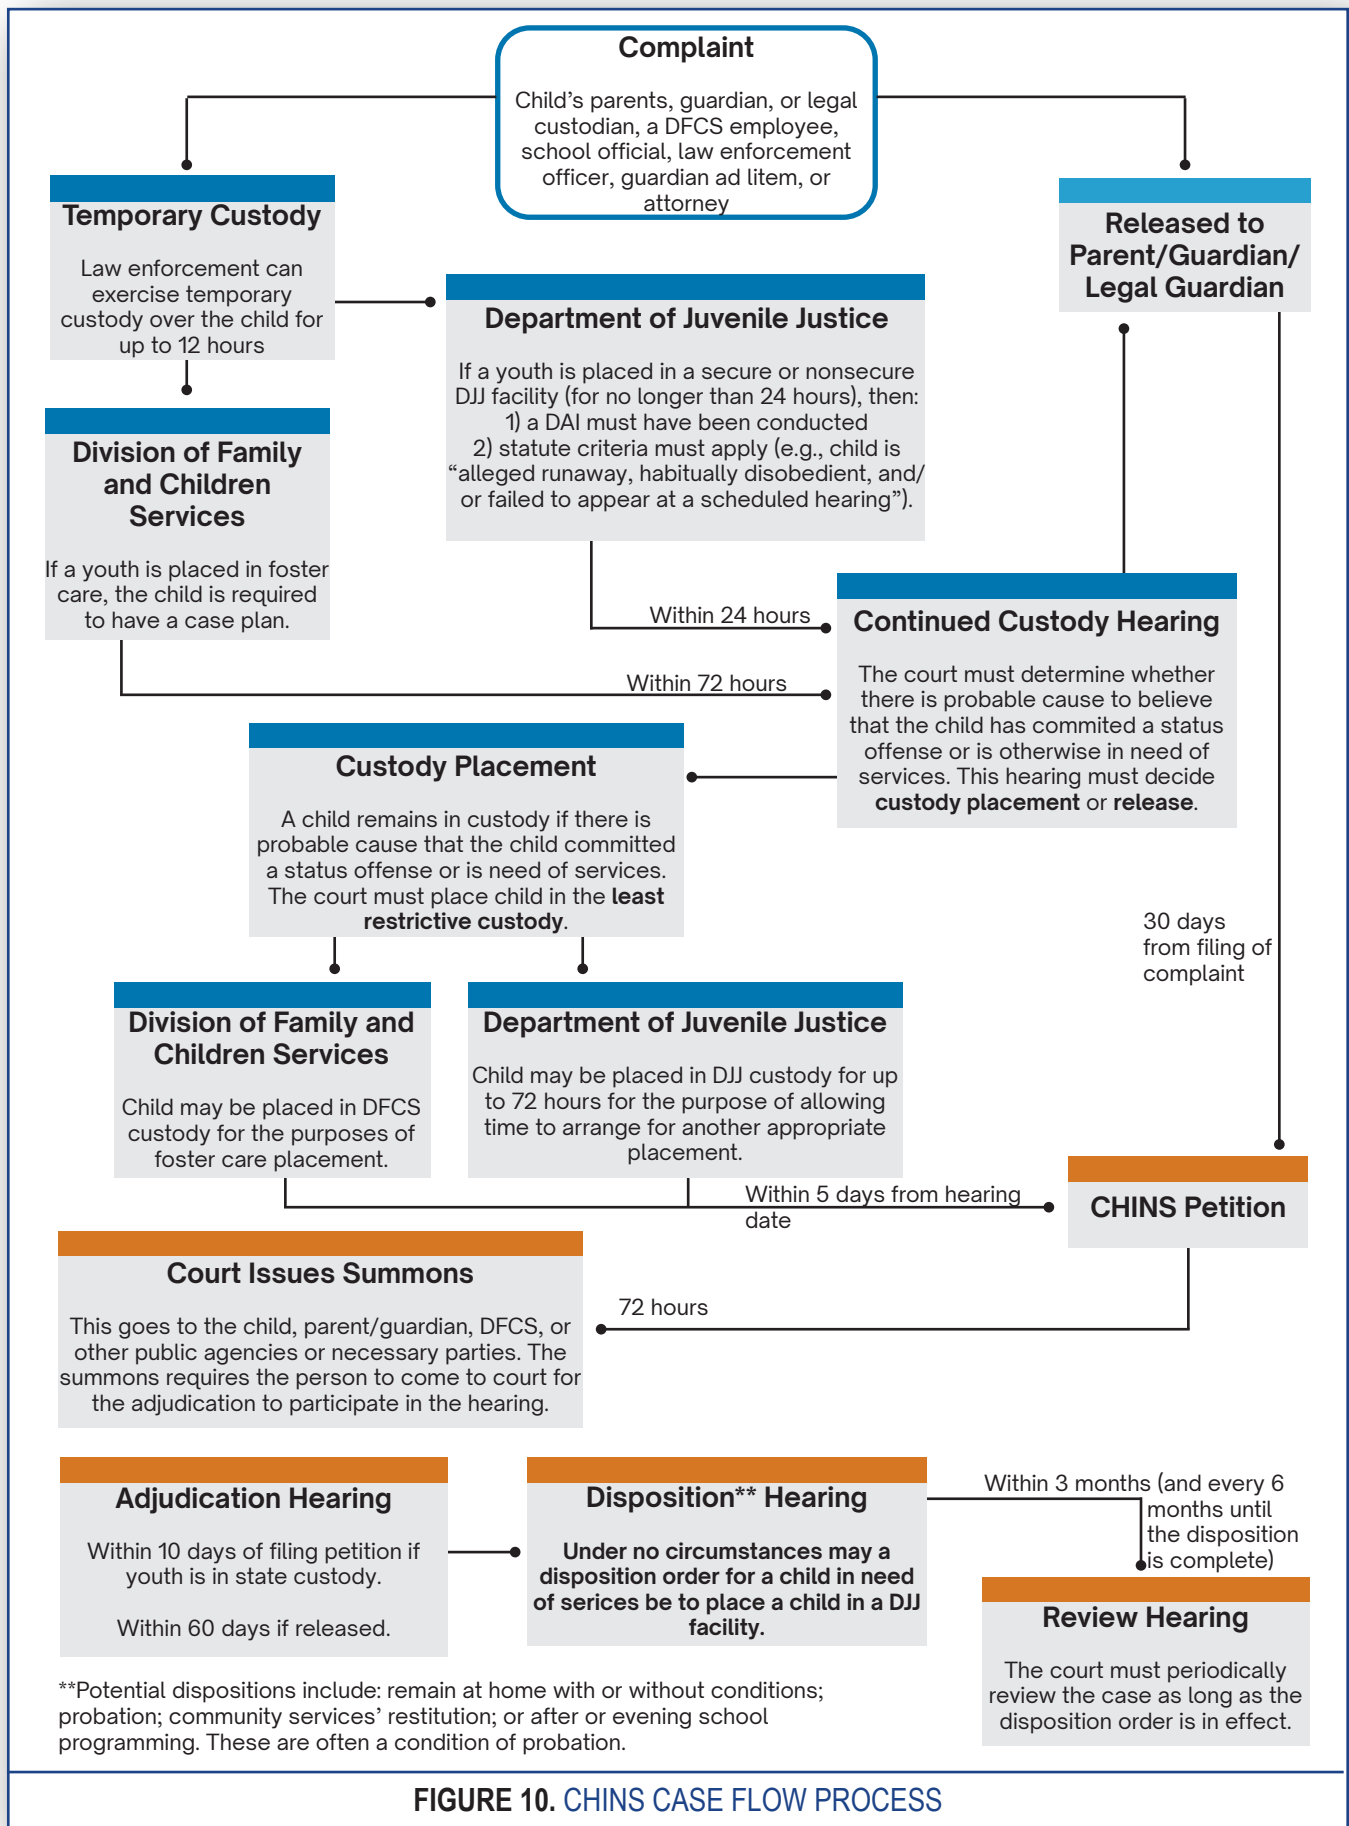 Complaint
Child's parents, guardian, or legal
custodian, a DFCS employee,
school official, law enforcement
officer, guardian ad litem, or
attorney
Temporary Custody
Law enforcement can
exercise temporary
custody over the child for
up to 12 hours
Released to
Parent/Guardian/
Legal Guardian
Department of Juvenile Justice
If a youth is placed in a secure or nonsecure
DJJ facility (for no longer than 24 hours), then:
1) a DAI must have been conducted
2) statute criteria must apply (e.g., child is
“alleged runaway, habitually disobedient, and/
or failed to appear at a scheduled hearing”).
Division of Family
and Children
Services
If a youth is placed in foster
care, the child is required
to have a case plan.
Within 24 hours
Within 72 hours
Continued Custody Hearing
The court must determine whether
there is probable cause to believe
that the child has commited a status
offense or is otherwise in need of
services. This hearing must decide
custody placement or release.
Custody Placement
A child remains in custody if there is
probable cause that the child committed
a status offense or is need of services.
The court must place child in the least
restrictive custody.
30 days
from filing of
complaint
Division of Family and
Children Services
Child may be placed in DFCS
custody for the purposes of
foster care placement.
Department of Juvenile Justice
Child may be placed in DJJ custody for up
to 72 hours for the purpose of allowing
time to arrange for another appropriate
placement.
Within 5 days from hearing
date
CHINS Petition
Court Issues Summons
This goes to the child, parent/guardian, DFCS, or
other public agencies or necessary parties. The
summons requires the person to come to court for
the adjudication to participate in the hearing.
72 hours
Adjudication Hearing
Within 10 days of filing petition if
youth is in state custody.
Within 60 days if released.
Disposition** Hearing
Under no circumstances may a
disposition order for a child in need
of serices be to place a child in a DJJ
facility.
Within 3 months (and every 6
months until
the disposition
is complete)
Review Hearing
The court must periodically
review the case as long as the
disposition order is in effect.
**Potential dispositions include: remain at home with or without conditions;
probation; community services’ restitution; or after or evening school
programming. These are often a condition of probation.
FIGURE 10. CHINS CASE FLOW PROCESS